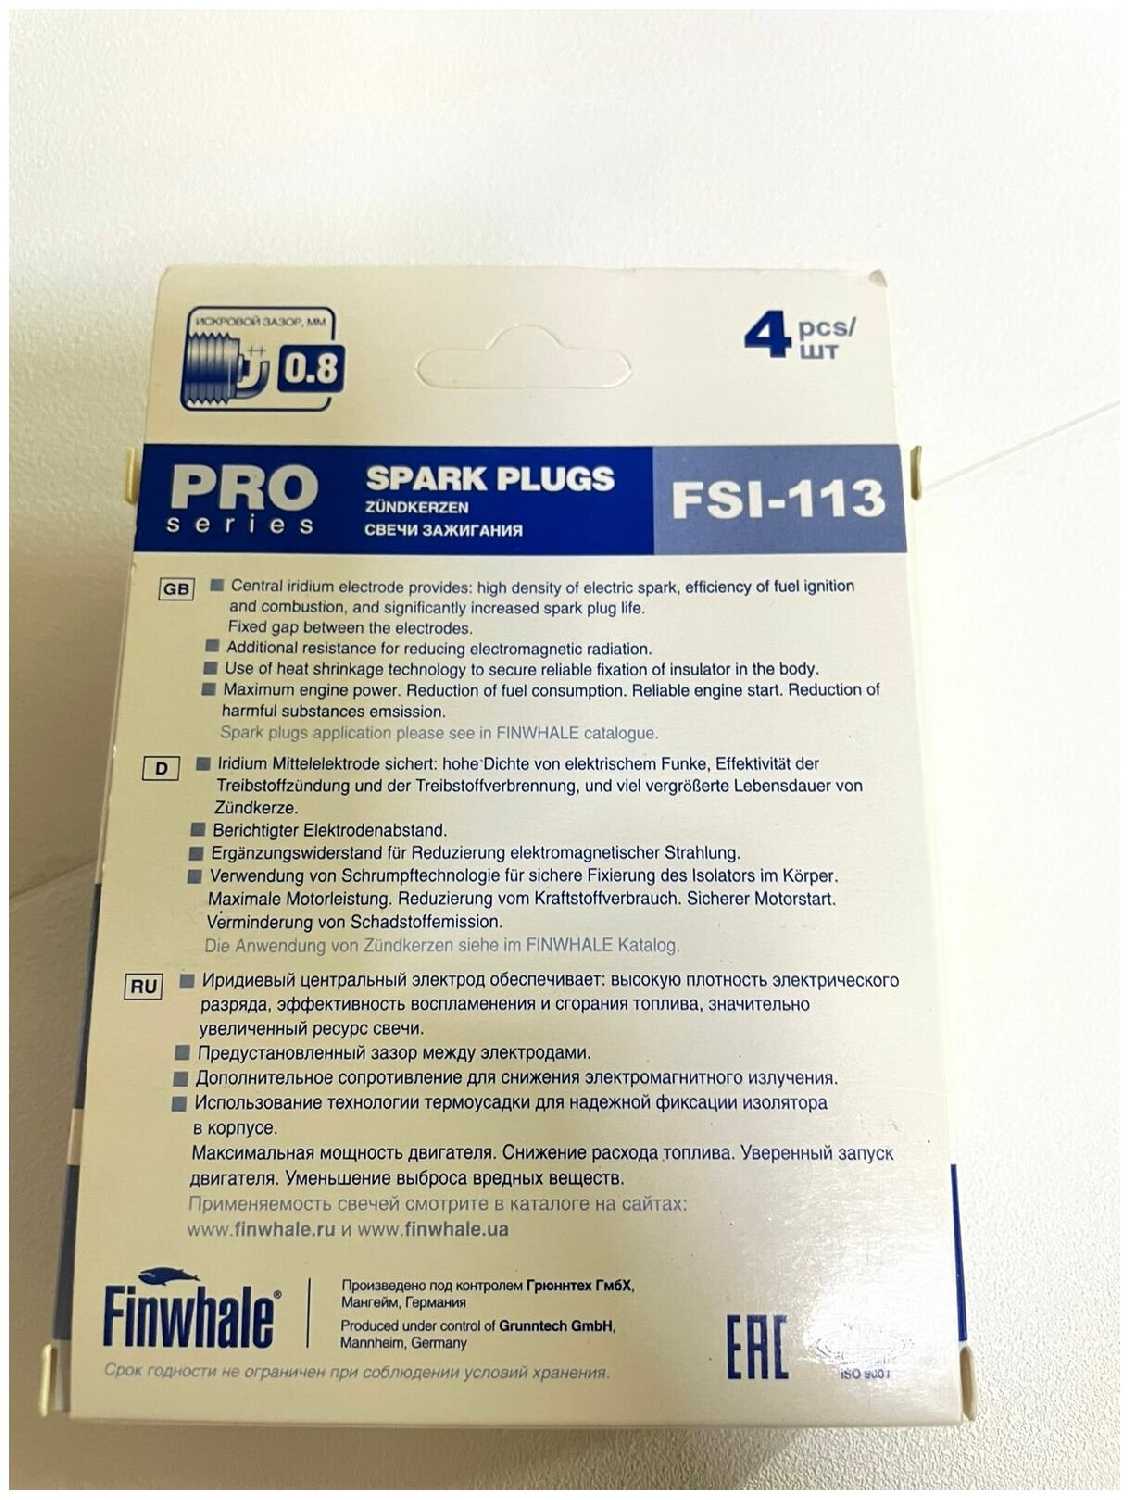 ИСКРОВОЙ ЗАЗОР, ММ
0.8
4 pcs/
шт
PRO
series
SPARK PLUGS
ZÜNDKERZEN
СВЕЧИ ЗАЖИГАНИЯ
FSI-113
GB
Central iridium electrode provides: high density of electric spark, efficiency of fuel ignition
and combustion, and significantly increased spark plug life.
Fixed gap between the electrodes.
Additional resistance for reducing electromagnetic radiation.
Use of heat shrinkage technology to secure reliable fixation of insulator in the body.
Maximum engine power. Reduction of fuel consumption. Reliable engine start. Reduction of
harmful substances emsission.
Spark plugs application please see in FINWHALE catalogue.
D
Iridium Mittelelektrode sichert: hohe Dichte von elektrischem Funke, Effektivität der
Treibstoffzündung und der Treibstoffverbrennung, und viel vergrößerte Lebensdauer von
Zündkerze.
Berichtigter Elektrodenabstand.
Ergänzungswiderstand für Reduzierung elektromagnetischer Strahlung.
Verwendung von Schrumpftechnologie für sichere Fixierung des Isolators im Körper.
Maximale Motorleistung. Reduzierung vom Kraftstoffverbrauch. Sicherer Motorstart.
Verminderung von Schadstoffemission.
Die Anwendung von Zündkerzen siehe im FINWHALE Katalog.
RU
Иридиевый центральный электрод обеспечивает: высокую плотность электрического
разряда, эффективность воспламенения и сгорания топлива, значительно
увеличенный ресурс свечи.
Предустановленный зазор между электродами.
Дополнительное сопротивление для снижения электромагнитного излучения.
Использование технологии термоусадки для надежной фиксации изолятора
в корпусе.
Максимальная мощность двигателя. Снижение расхода топлива. Уверенный запуск
двигателя. Уменьшение выброса вредных веществ.
Применяемость свечей смотрите в каталоге на сайтах:
www.finwhale.ru и www.finwhale.ua
Finwhale®
Произведено под контролем Грюннтех ГмбХ,
Мангейм, Германия
Produced under control of Grunntech GmbH,
Mannheim, Germany
Срок годности не ограничен при соблюдении условий хранения.
EAC
ISO 9001